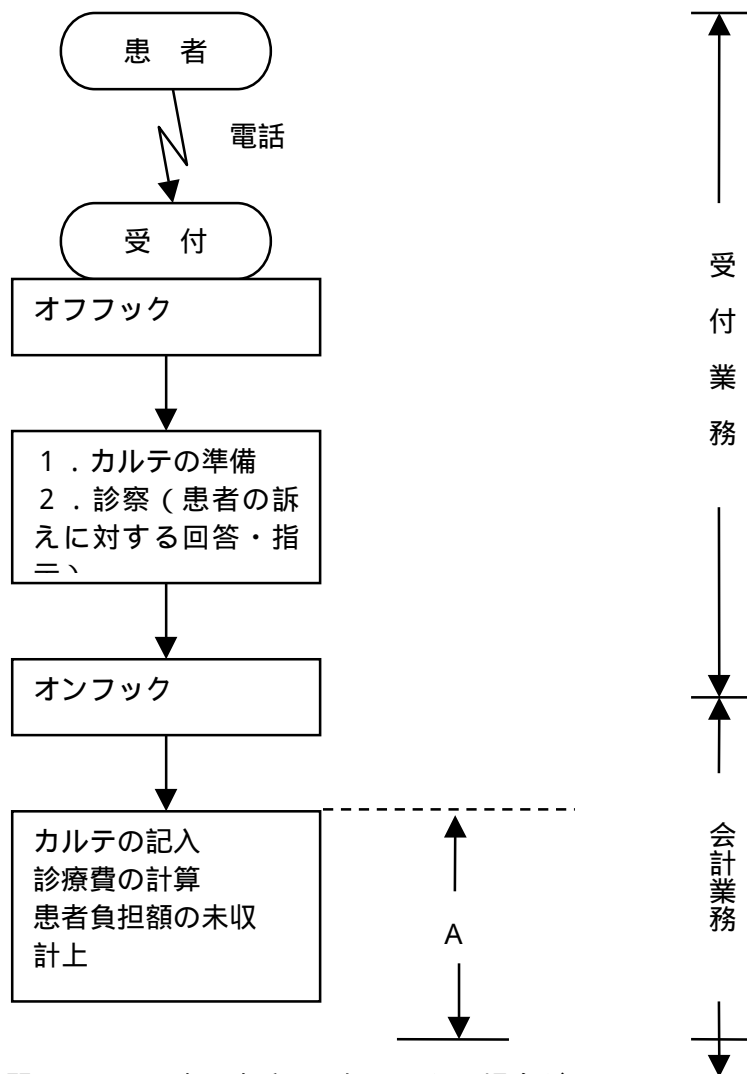 患 者
電話
受 付
オフフック
１．カルテの準備
２．診察（患者の訴
えに対する回答・指
オンフック
カルテの記入
診療費の計算
患者負担額の未収
計上
A
受付業務
会計業務